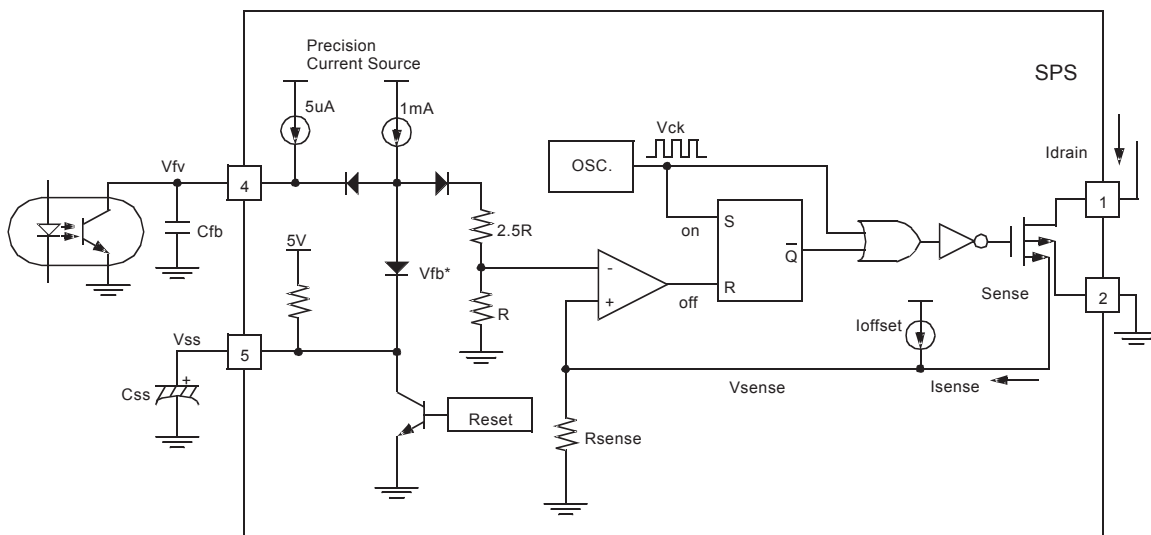 Precision
Current Source
SPS
5uA
1mA
Vck
Idrain
Vfv
4
OSC.
1
Cfb
2.5R
S
on
5V
Vfb*
Q
-
+
R
off
R
Sense
2
Ioffset
Vss
5
Vsense
Isense
+
Css
Reset
Rsense